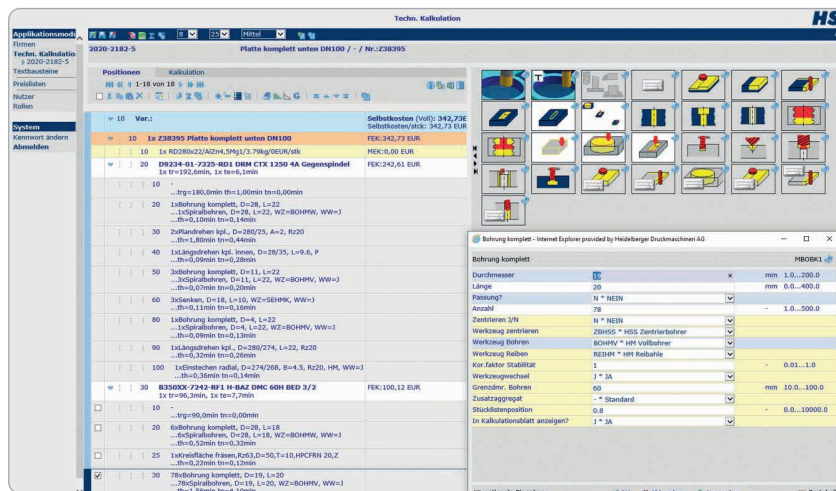 Techn. Kalkulation
HS
Applikationsmodu
Firmen
Techn. Kalkulatio
2020-2182-5
Textbausteine
Preislisten
Nutzer
Rollen
System
Kennwort ändern
Abmelden
8 25 Mittel
2020-2182-5 Platte komplett unten DN100 / - / Nr.:Z38395
Positionen Kalkulation
1-18 von 18
10 Var.: Selbstkosten (Voll): 342,73E
Selbstkosten/stck: 342,73 EUR
10 1x Z38395 Platte komplett unten DN100 FEK:342,73 EUR
10 1x RD280x22/AlZn4,5Mg1/3.79kg/0EUR/stk MEK:0,00 EUR
20 D9234-01-7325-RD1 DRM CTX 1250 4A Gegenspindel FEK:242,61 EUR
1x tr=192,6min, 1x te=6,1min
10 -
...trg=180,0min th=1,00min tn=0,00min
20 1xBohrung komplett, D=28, L=22
...1xSpiralbohren, D=28, L=22, WZ=BOHMW, WW=J
...th=0,10min tn=0,14min
30 2xPlandrehen kpl., D=280/25, A=2, Rz20
...th=1,80min tn=0,44min
40 1xLängsdrehen kpl. innen, D=28/35, L=9.6, P
...th=0,09min tn=0,28min
50 3xBohrung komplett, D=11, L=22
...3xSpiralbohren, D=11, L=22, WZ=BOHMV, WW=J
...th=0,07min tn=0,20min
60 3xSenken, D=18, L=10, WZ=SEHMK, WW=J
...th=0,11min tn=0,16min
80 1xBohrung komplett, D=4, L=22
...1xSpiralbohren, D=4, L=22, WZ=BOHMV, WW=J
...th=0,09min tn=0,13min
90 1xLängsdrehen kpl., D=280/274, L=22, Rz20
...th=0,32min tn=0,26min
100 1xEinstechen radial, D=274/268, B=4.5, Rz20, HM, WW=J
...th=0,36min tn=0,14min
30 B350XX-7242-RF1 H-BAZ DMC 60H BED 3/2 FEK:100,12 EUR
1x tr=96,3min, 1x te=7,7min
10 -
...trg=90,0min tn=0,00min
20 6xBohrung komplett, D=28, L=18
...6xSpiralbohren, D=28, L=18, WZ=BOHMV, WW=J
...th=0,52min tn=0,32min
25 1xKreisfläche fräsen,Rz63,D=50,T=10,HPCFRN 20,Z
...th=0,22min tn=0,12min
30 78xBohrung komplett, D=19, L=20
...78xSpiralbohren, D=19, L=20, WZ=BOHMV, WW=J
...th=1,56min tn=4,10min
Bohrung komplett - Internet Explorer provided by Heidelberger Druckmaschinen AG
Bohrung komplett MBOBK1
Durchmesser 19 x mm 1.0...200.0
Länge 20 mm 0.0...400.0
Passung? N * NEIN
Anzahl 78 - 1.0...500.0
Zentrieren J/N N * NEIN
Werkzeug zentrieren ZBHSS * HSS Zentrierbohrer
Werkzeug Bohren BOHMV * HM Vollbohrer
Werkzeug Reiben REIHM * HM Reibahle
Kor.faktor Stabilität 1 - 0.01...1.0
Werkzeugwechsel J * JA
Grenzdmr. Bohren 60 mm 10.0...100.0
Zusatzaggregat - * Standard
Stücklistenposition 0.8 - 0.0...10000.0
In Kalkulationsblatt anzeigen? J * JA